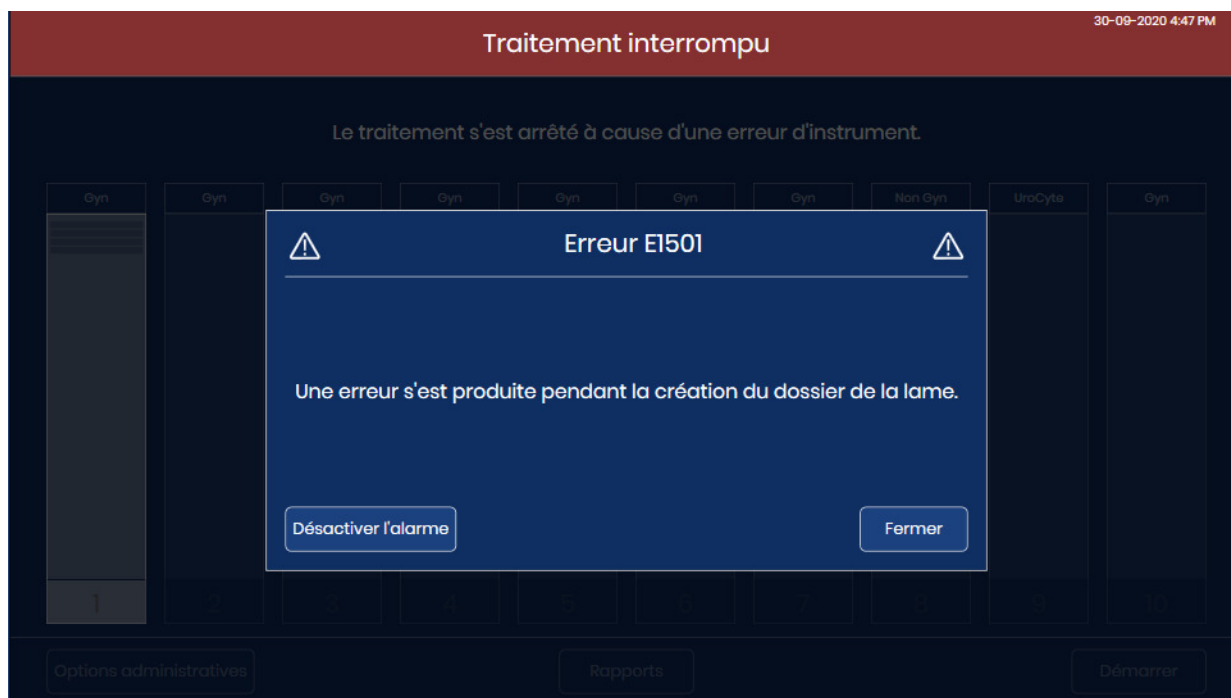 30-09-2020 4:47 PM
Traitement interrompu
Le traitement s'est arrêté à cause d'une erreur d'instrument.
Gyn Gyn Gyn Gyn Gyn Gyn Gyn Non Gyn UroCyte Gyn
Erreur E1501
Une erreur s'est produite pendant la création du dossier de la lame.
Désactiver l'alarme Fermer
1 2 3 4 5 6 7 8 9 10
Options administratives Rapports Démarrer